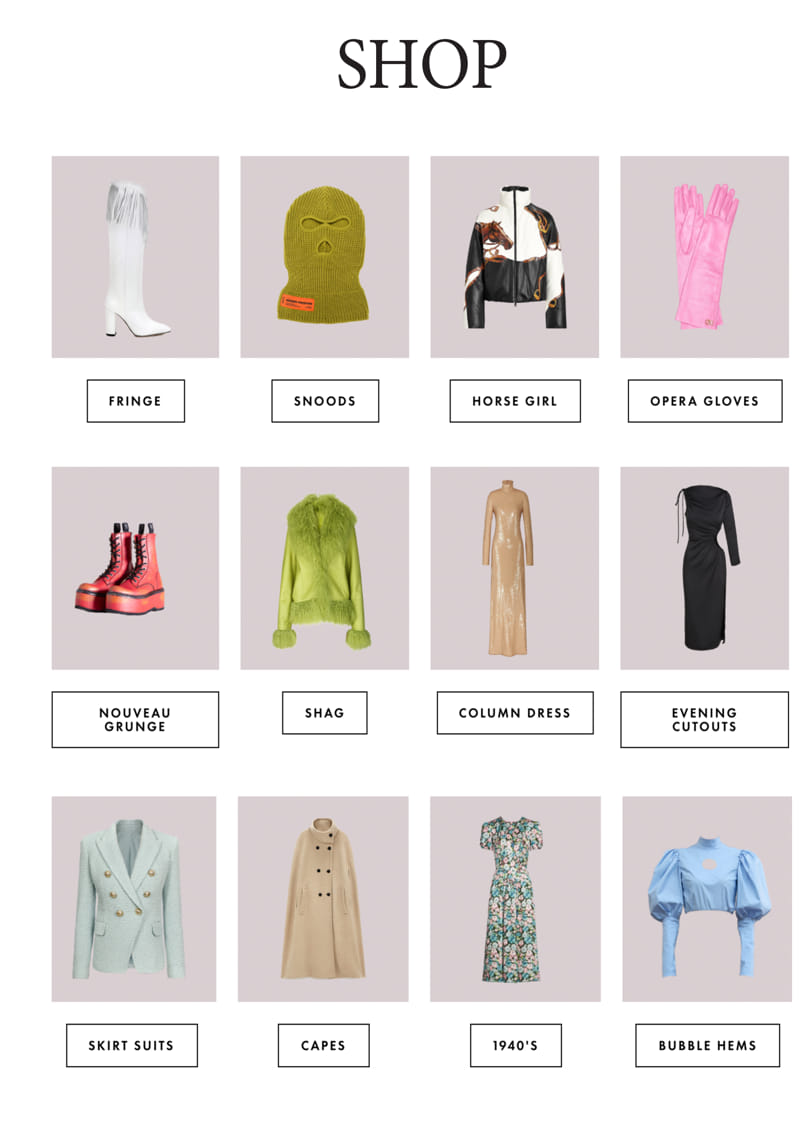 SHOP
FRINGE
SNOODS
HORSE GIRL
OPERA GLOVES
NOUVEAU
GRUNGE
SHAG
COLUMN DRESS
EVENING
CUTOUTS
SKIRT SUITS
CAPES
1940'S
BUBBLE HEMS